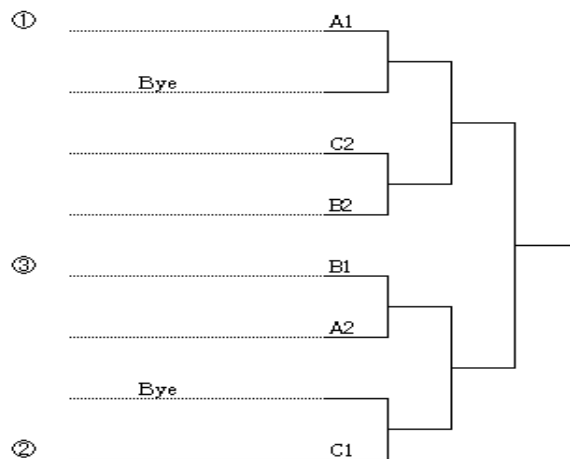 ① A1
Bye
C2
B2
③ B1
A2
Bye
② C1